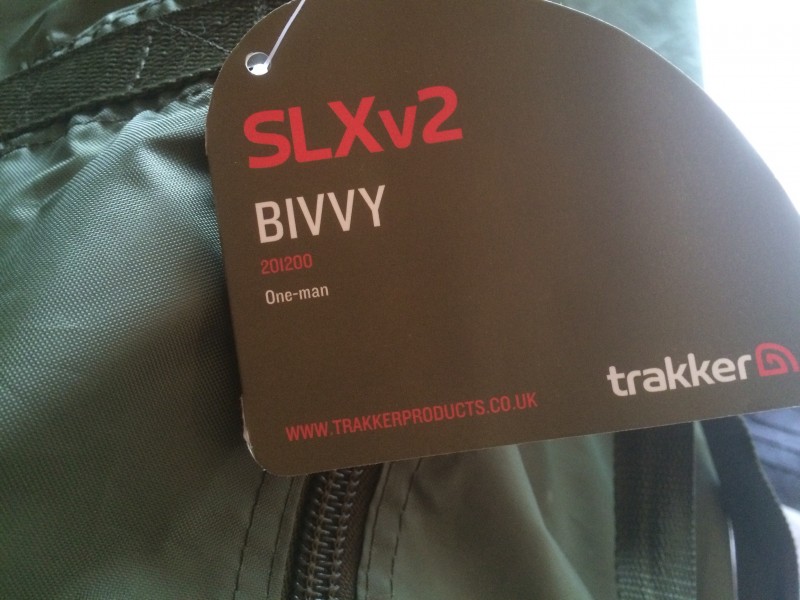 SLXv2
BIVVY
201200
One-man
trakker
WWW.TRAKKERPRODUCTS.CO.UK